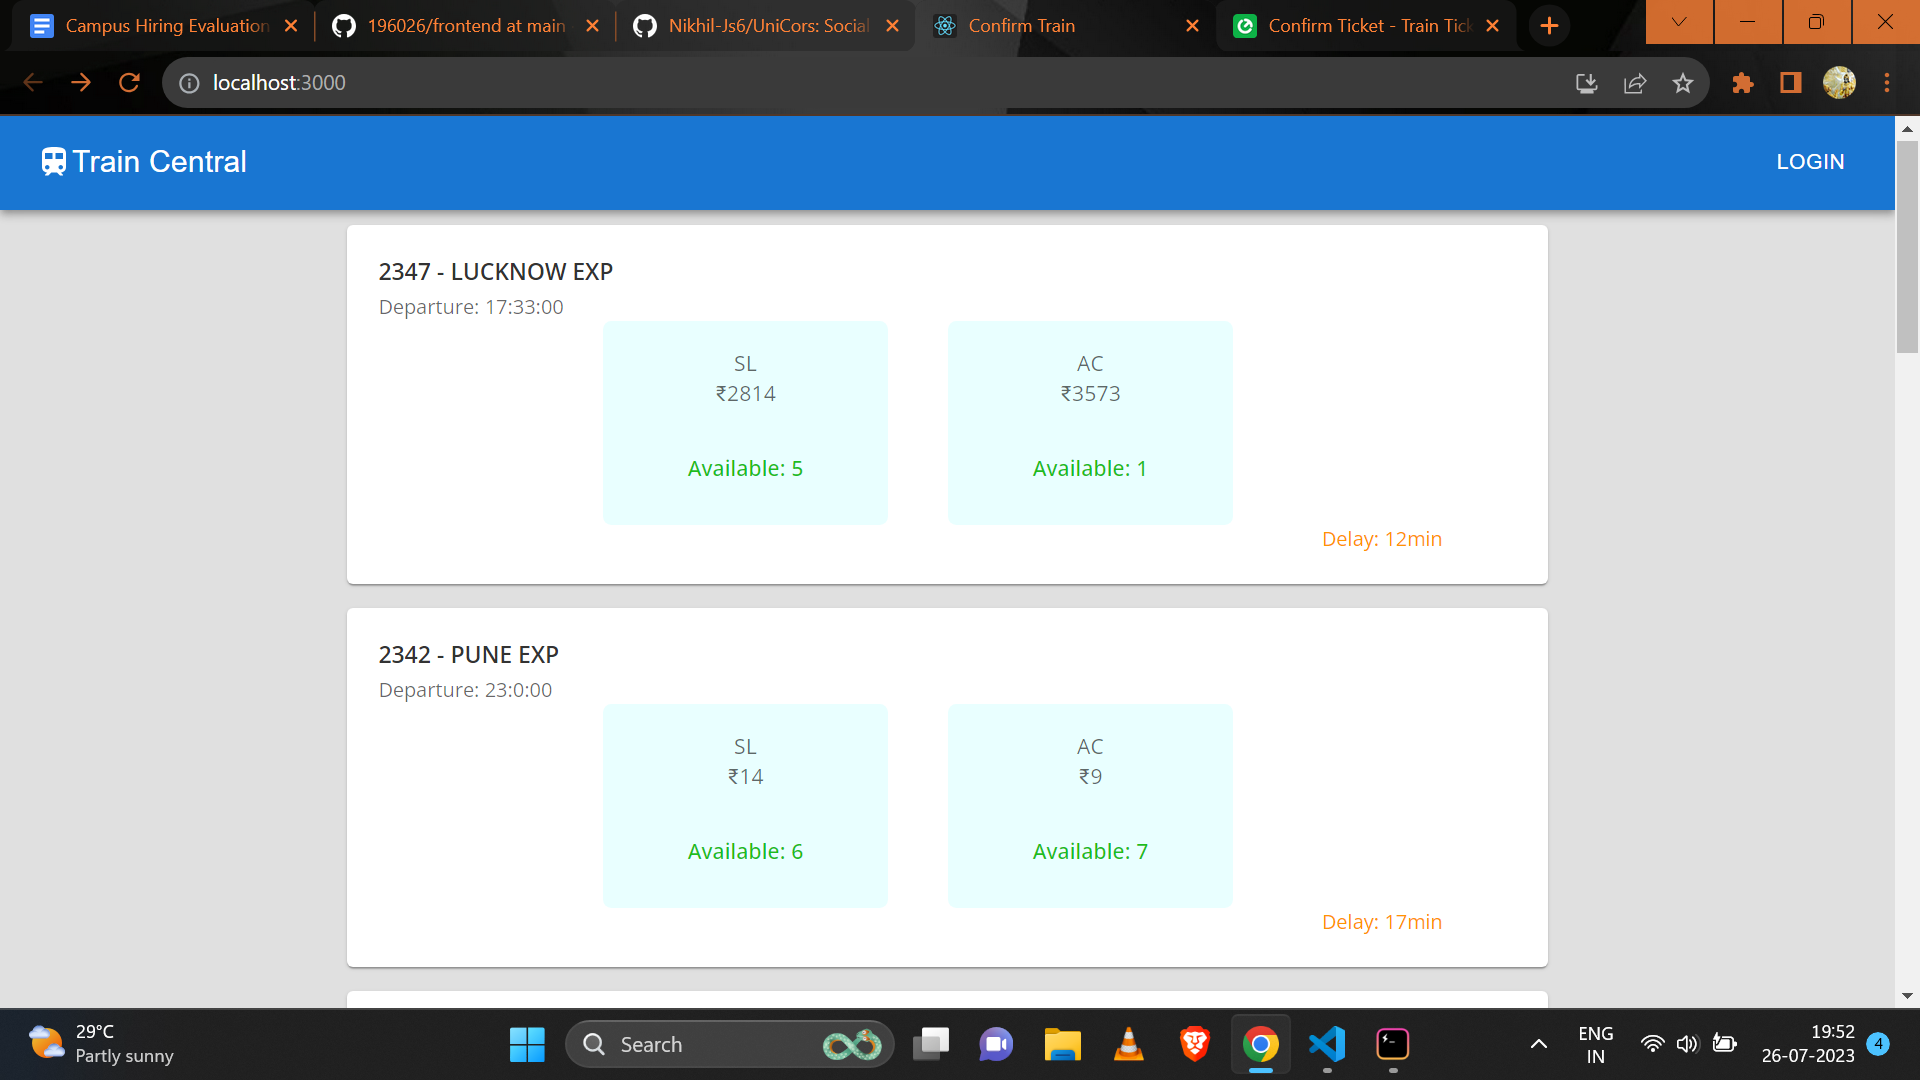 Campus Hiring Evaluation
196026/frontend at main
Nikhil-Js6/UniCors: Social
Confirm Train
Confirm Ticket - Train Tick
localhost:3000
Train Central
LOGIN
2347 - LUCKNOW EXP
Departure: 17:33:00
SL
₹2814
Available: 5
AC
₹3573
Available: 1
Delay: 12min
2342 - PUNE EXP
Departure: 23:0:00
SL
₹14
Available: 6
AC
₹9
Available: 7
Delay: 17min
29°C
Partly sunny
Search
ENG
IN
19:52
26-07-2023
4